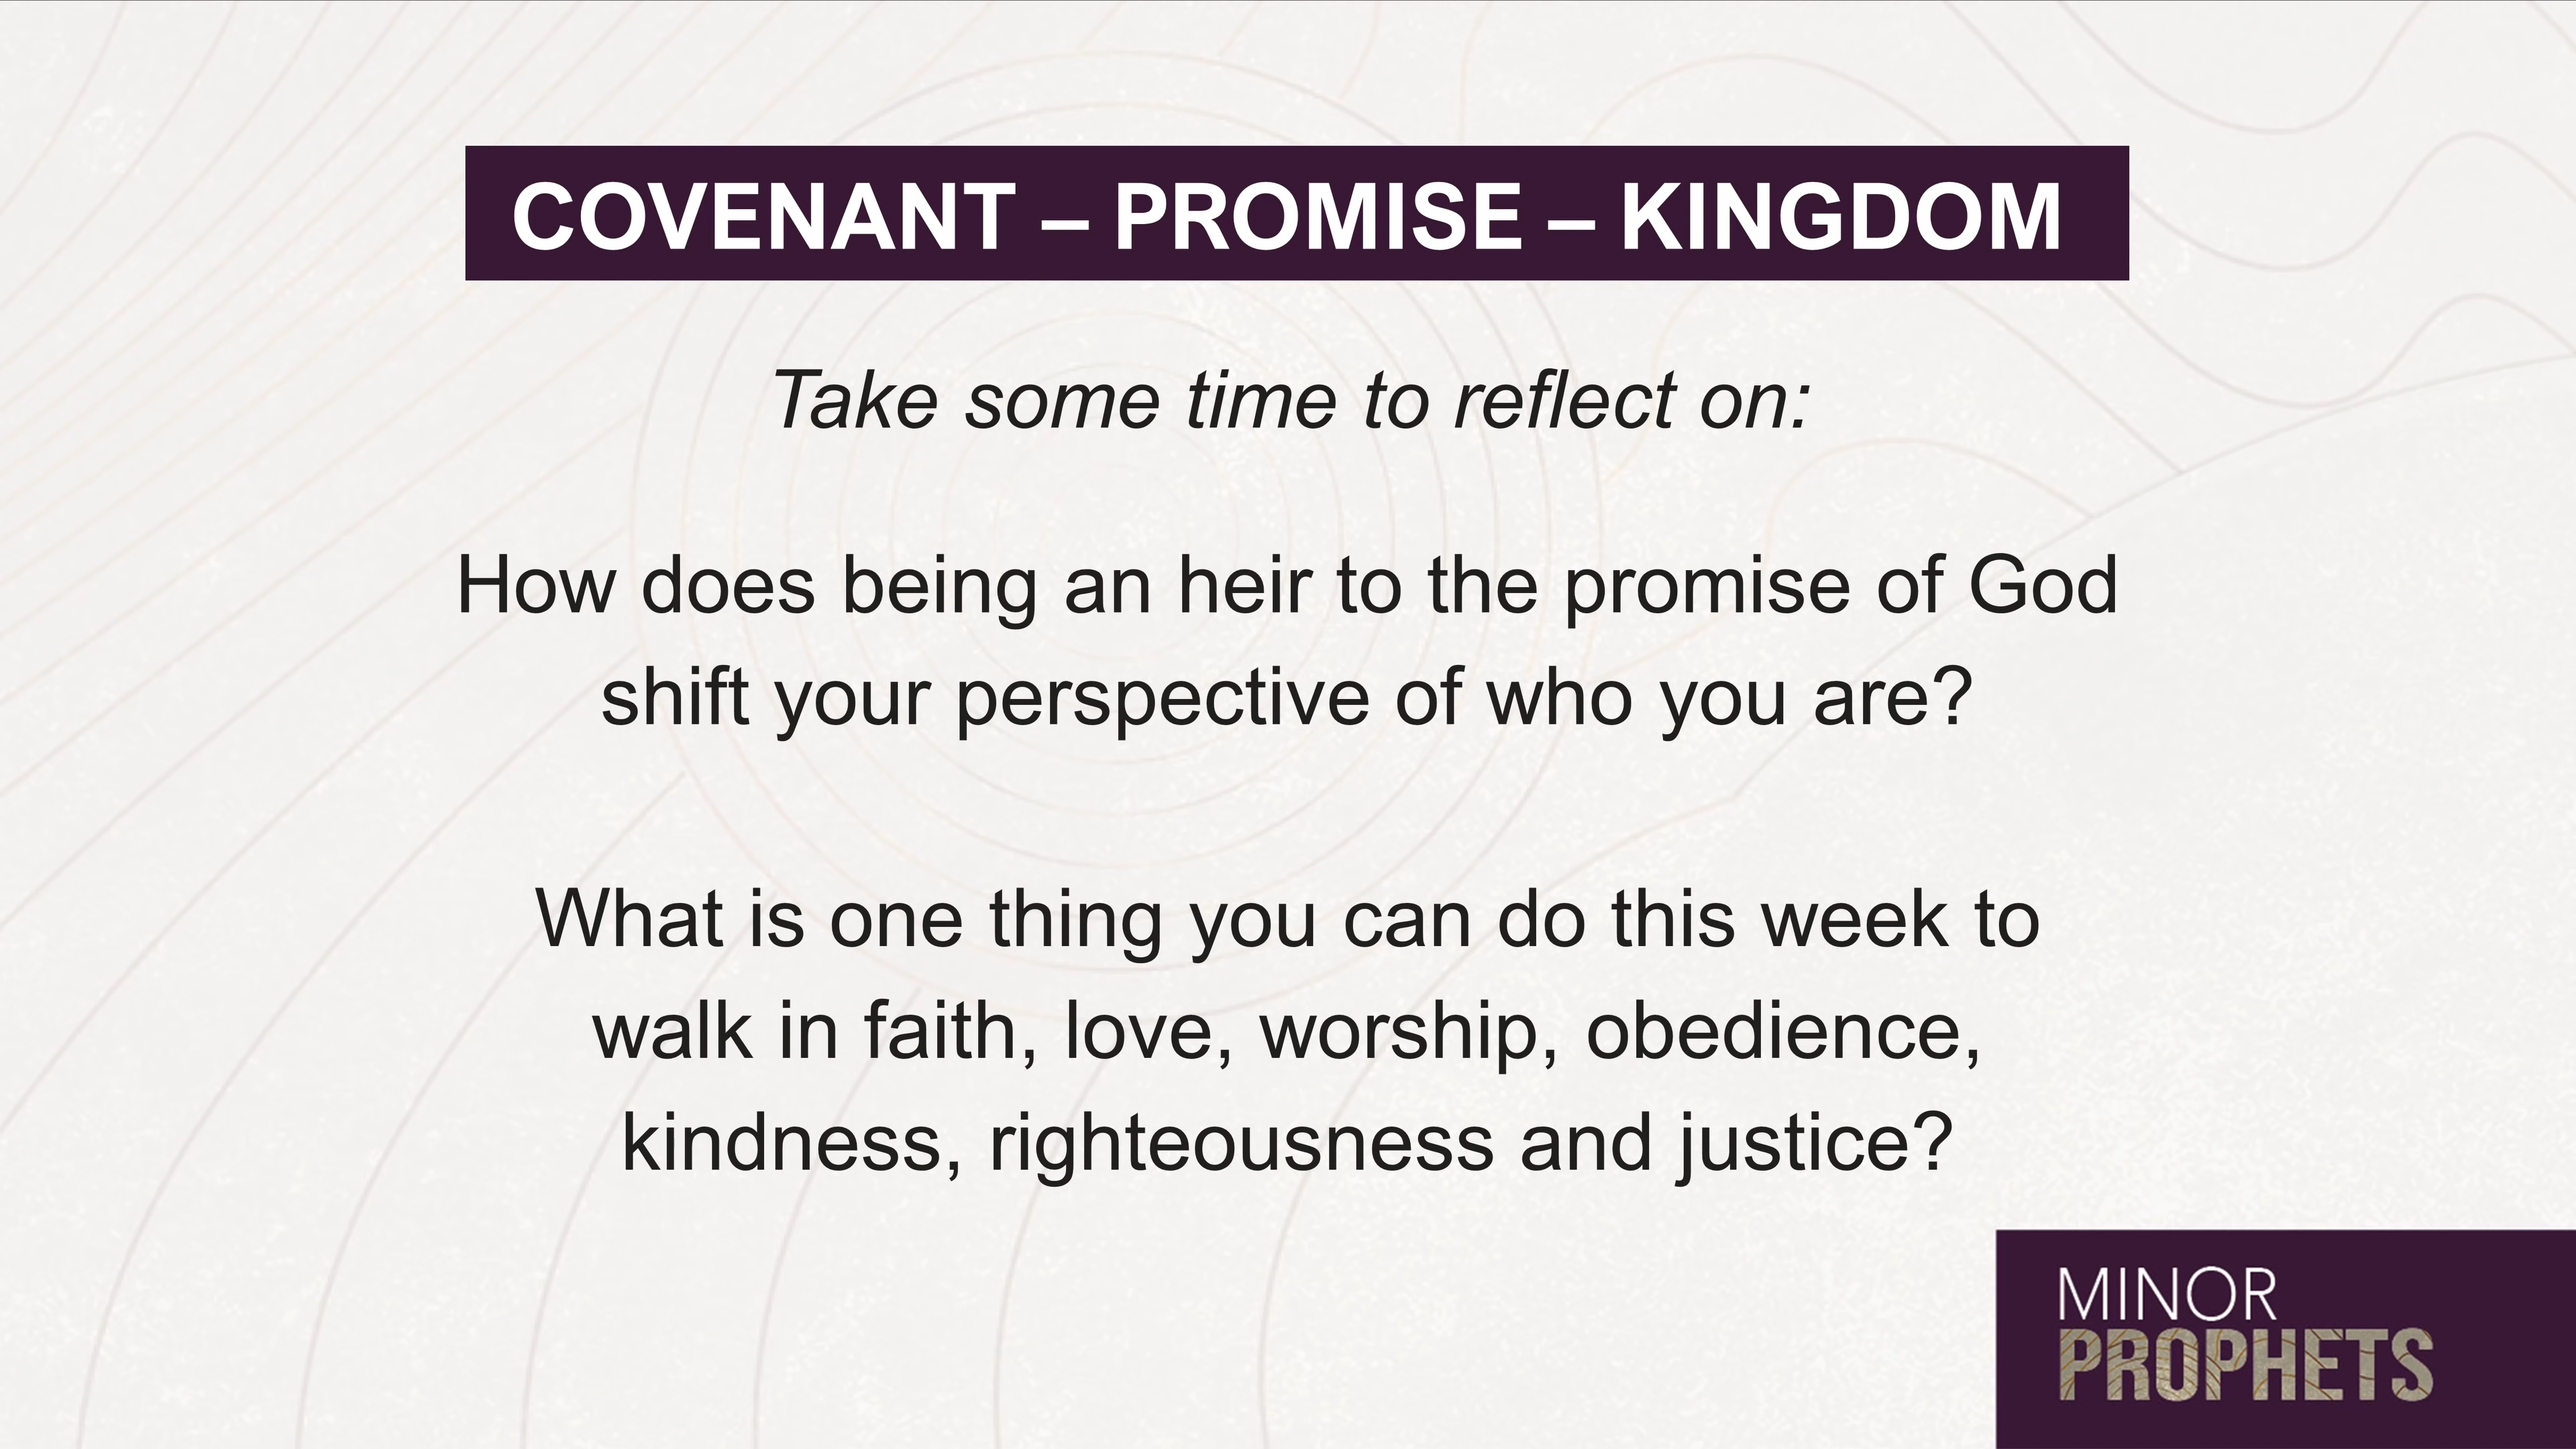 COVENANT – PROMISE – KINGDOM
Take some time to reflect on:
How does being an heir to the promise of God
shift your perspective of who you are?
What is one thing you can do this week to
walk in faith, love, worship, obedience,
kindness, righteousness and justice?
MINOR
PROPHETS